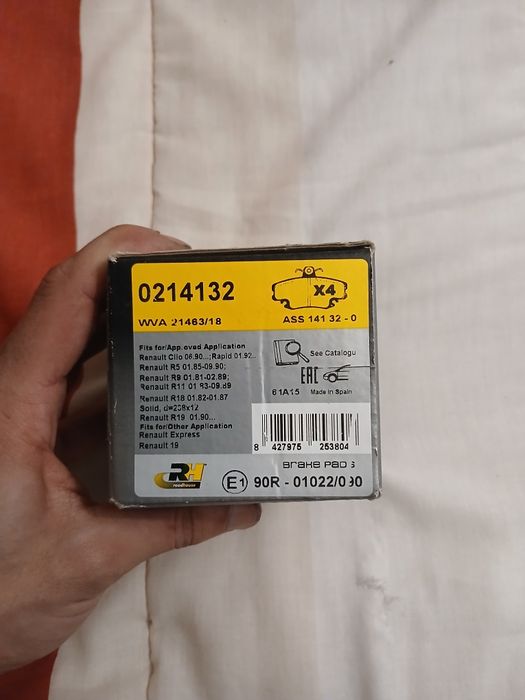 0214132
X4
WVA 21463/18
ASS 141 32 - 0
Fits for/Approved Application
Renault Clio 06.90...; Rapid 01.92...
Renault R5 01.85-09.90;
Renault R9 01.81-02.89;
Renault R11 01.83-09.89
Renault R18 01.82-01.87
Solid, d=238x12
Renault R19 01.90...
Fits for/Other Application
Renault Express
Renault 19
See Catalogu
EAC
61A15
Made in Spain
8 427975 253804
RH
roadhouse
BRAKE PADS
E1 90R - 01022/090